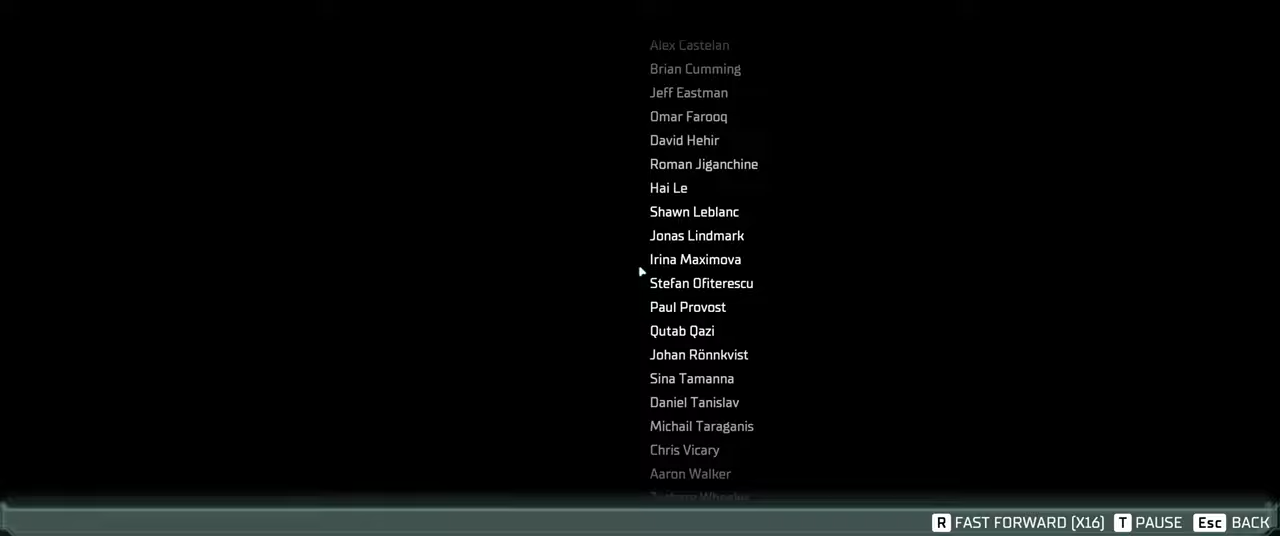 Alex Castelan
Brian Cumming
Jeff Eastman
Omar Farooq
David Hehir
Roman Jiganchine
Hai Le
Shawn Leblanc
Jonas Lindmark
Irina Maximova
Stefan Ofiterescu
Paul Provost
Qutab Qazi
Johan Rönnkvist
Sina Tamanna
Daniel Tanislav
Michail Taraganis
Chris Vicary
Aaron Walker
R FAST FORWARD [X16] T PAUSE Esc BACK